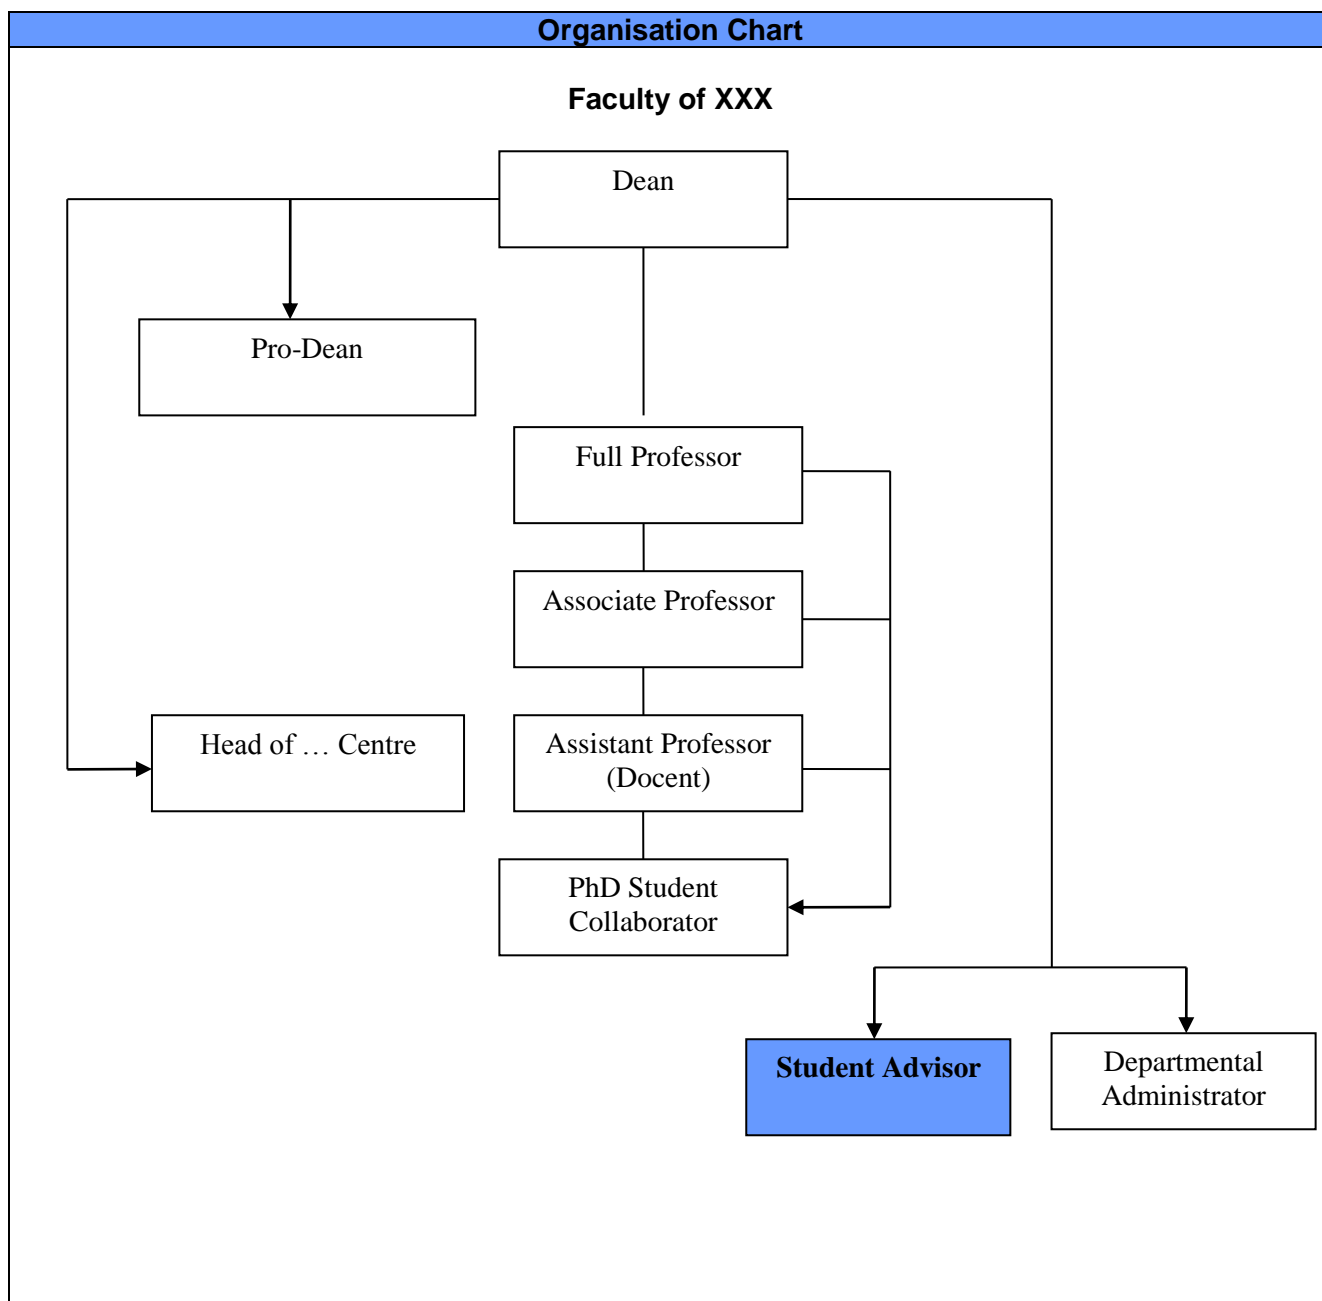 Organisation Chart
Faculty of XXX
Dean
Pro-Dean
Full Professor
Associate Professor
Head of … Centre
Assistant Professor
(Docent)
PhD Student
Collaborator
Student Advisor
Departmental
Administrator